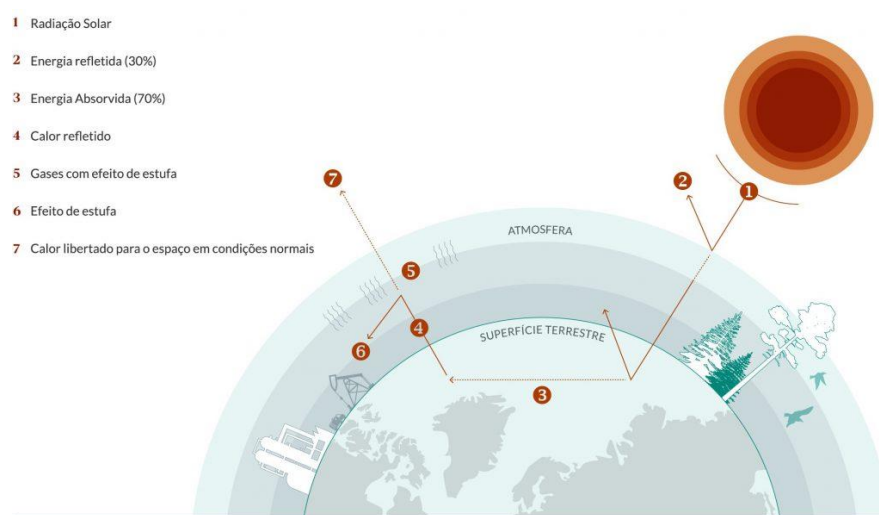 1 Radiação Solar
2 Energia refletida (30%)
3 Energia Absorvida (70%)
4 Calor refletido
5 Gases com efeito de estufa
6 Efeito de estufa
7 Calor libertado para o espaço em condições normais
7
2
1
ATMOSFERA
5
4
SUPERFÍCIE TERRESTRE
6
3